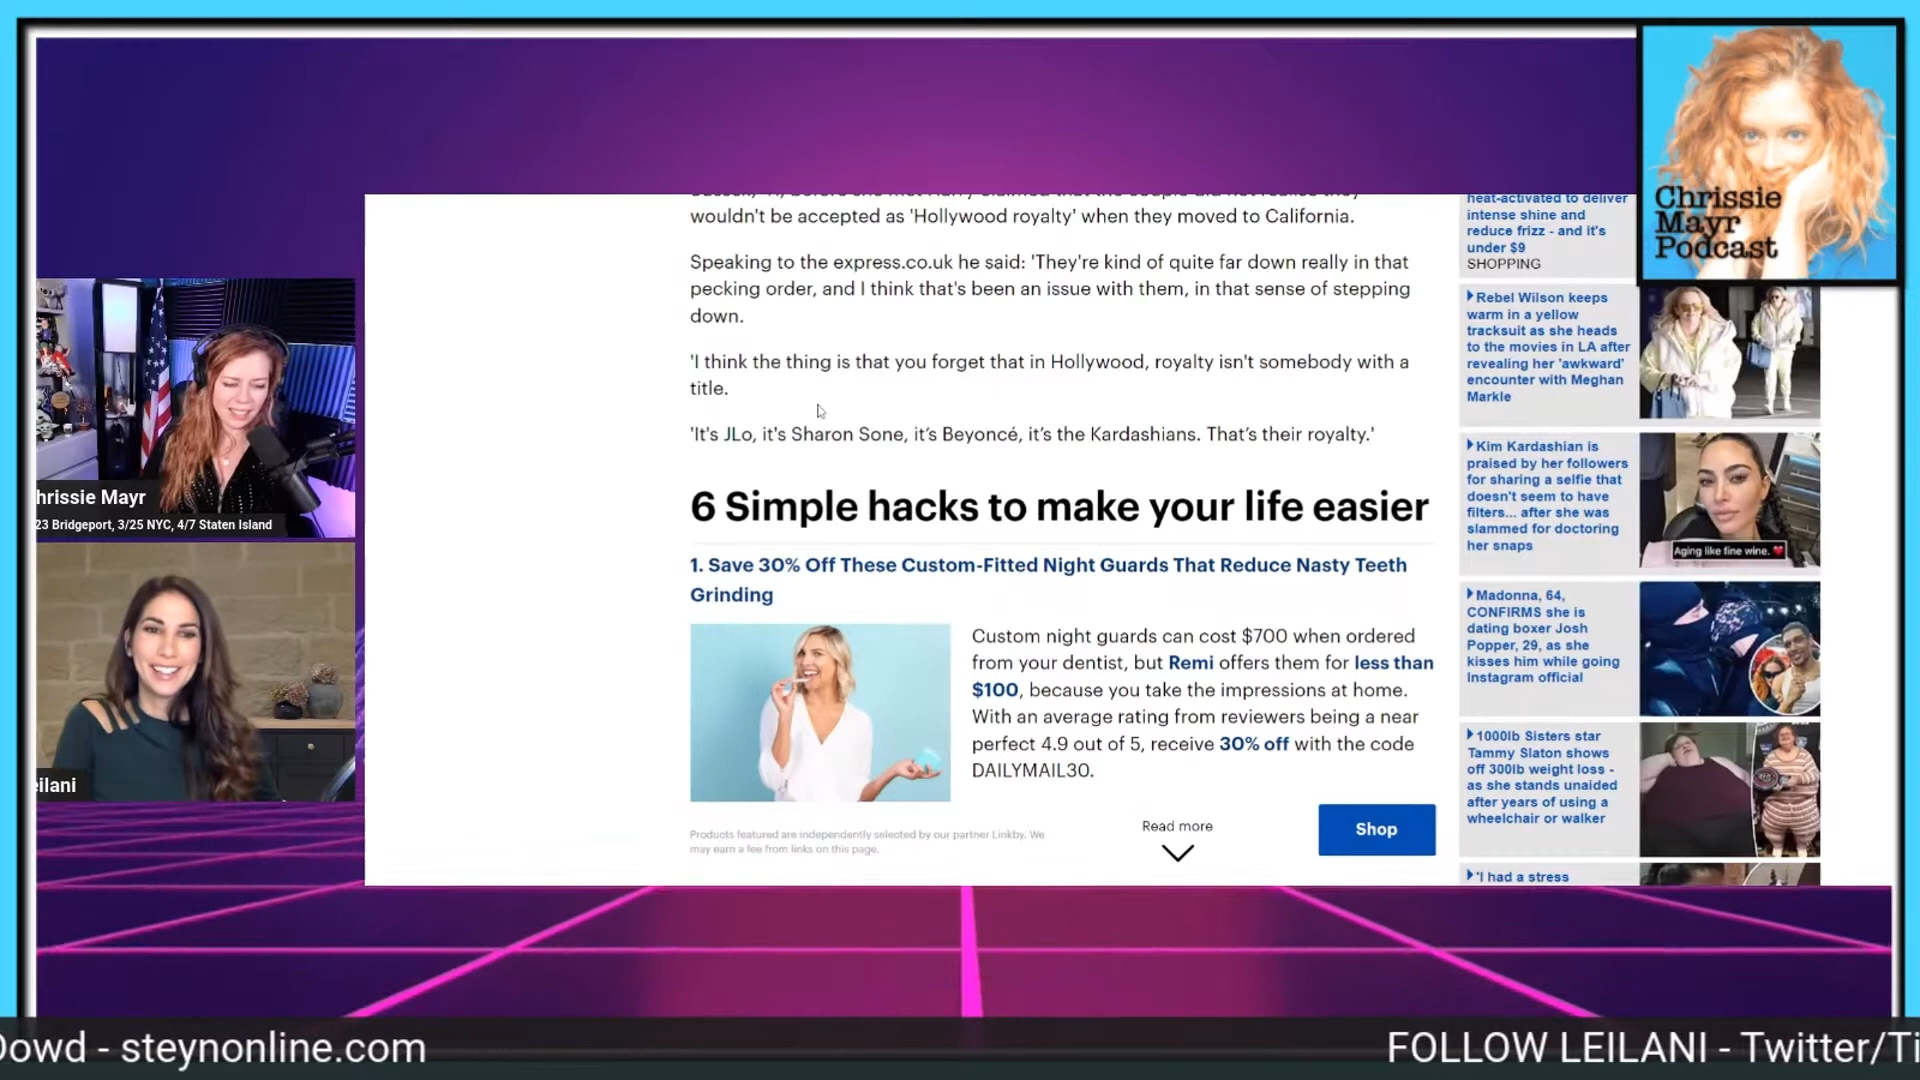 Chrissie
Mayr
Podcast
wouldn't be accepted as 'Hollywood royalty' when they moved to California.
Speaking to the express.co.uk he said: 'They're kind of quite far down really in that
pecking order, and I think that's been an issue with them, in that sense of stepping
down.
'I think the thing is that you forget that in Hollywood, royalty isn't somebody with a
title.
'It's JLo, it's Sharon Sone, it's Beyoncé, it's the Kardashians. That's their royalty.'
6 Simple hacks to make your life easier
1. Save 30% Off These Custom-Fitted Night Guards That Reduce Nasty Teeth
Grinding
Custom night guards can cost $700 when ordered
from your dentist, but Remi offers them for less than
$100, because you take the impressions at home.
With an average rating from reviewers being a near
perfect 4.9 out of 5, receive 30% off with the code
DAILYMAIL30.
Products featured are independently selected by our partner Linkby. We
may earn a fee from links on this page.
Read more
Shop
heat-activated to deliver
intense shine and
reduce frizz - and it's
under $9
SHOPPING
Rebel Wilson keeps
warm in a yellow
tracksuit as she heads
to the movies in LA after
revealing her 'awkward'
encounter with Meghan
Markle
Kim Kardashian is
praised by her followers
for sharing a selfie that
doesn't seem to have
filters... after she was
slammed for doctoring
her snaps
Aging like fine wine.
Madonna, 64,
CONFIRMS she is
dating boxer Josh
Popper, 29, as she
kisses him while going
Instagram official
1000lb Sisters star
Tammy Slaton shows
off 300lb weight loss -
as she stands unaided
after years of using a
wheelchair or walker
'I had a stress
hrissie Mayr
23 Bridgeport, 3/25 NYC, 4/7 Staten Island
eilani
Dowd - steynonline.com
FOLLOW LEILANI - Twitter/Ti